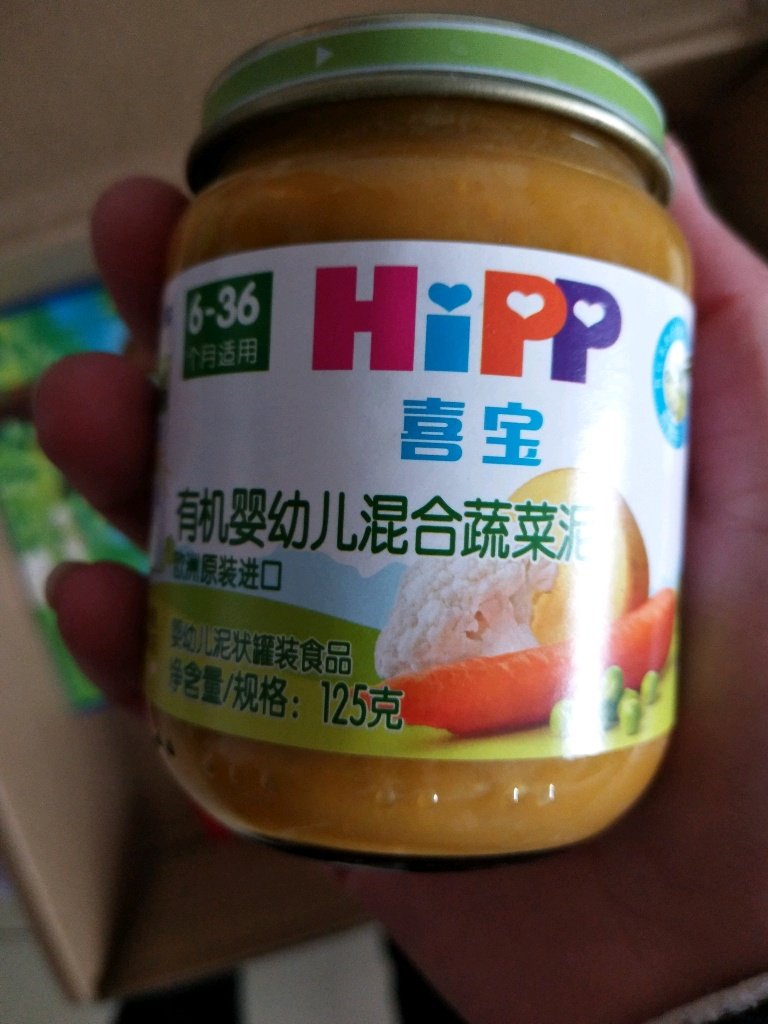 6-36
个月适用
HiPP
喜宝
有机婴幼儿混合蔬菜泥
欧洲原装进口
婴幼儿泥状罐装食品
净含量/规格：125克